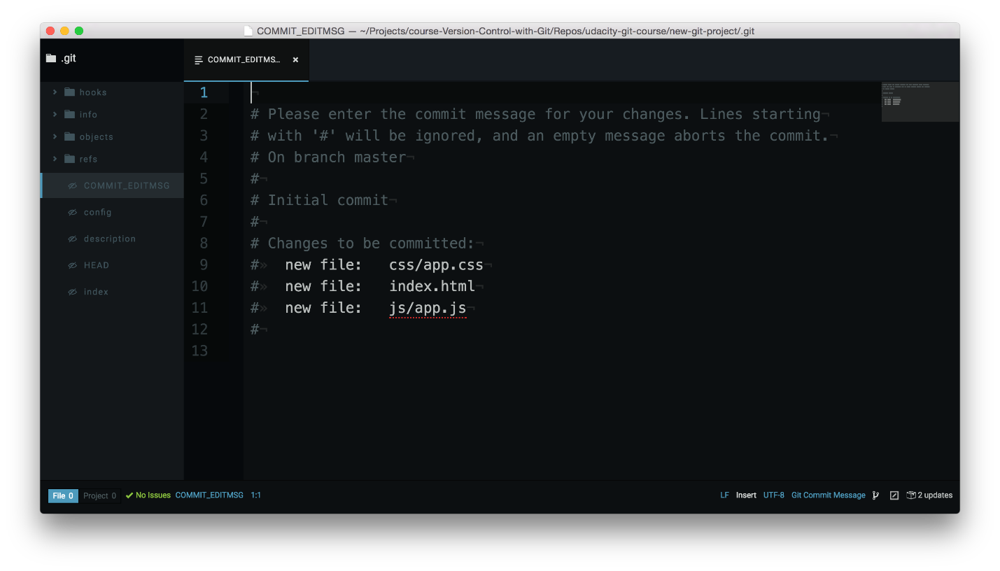 COMMIT_EDITMSG — ~/Projects/course-Version-Control-with-Git/Repos/udacity-git-course/new-git-project/.git
.git
COMMIT_EDITMS…
hooks
info
objects
refs
COMMIT_EDITMSG
config
description
HEAD
index
1 ¬
2 # Please enter the commit message for your changes. Lines starting¬
3 # with '#' will be ignored, and an empty message aborts the commit.¬
4 # On branch master¬
5 #¬
6 # Initial commit¬
7 #¬
8 # Changes to be committed:¬
9 #» new file: css/app.css¬
10 #» new file: index.html¬
11 #» new file: js/app.js¬
12 #¬
13
File 0 Project 0 No Issues COMMIT_EDITMSG 1:1 LF Insert UTF-8 Git Commit Message 2 updates